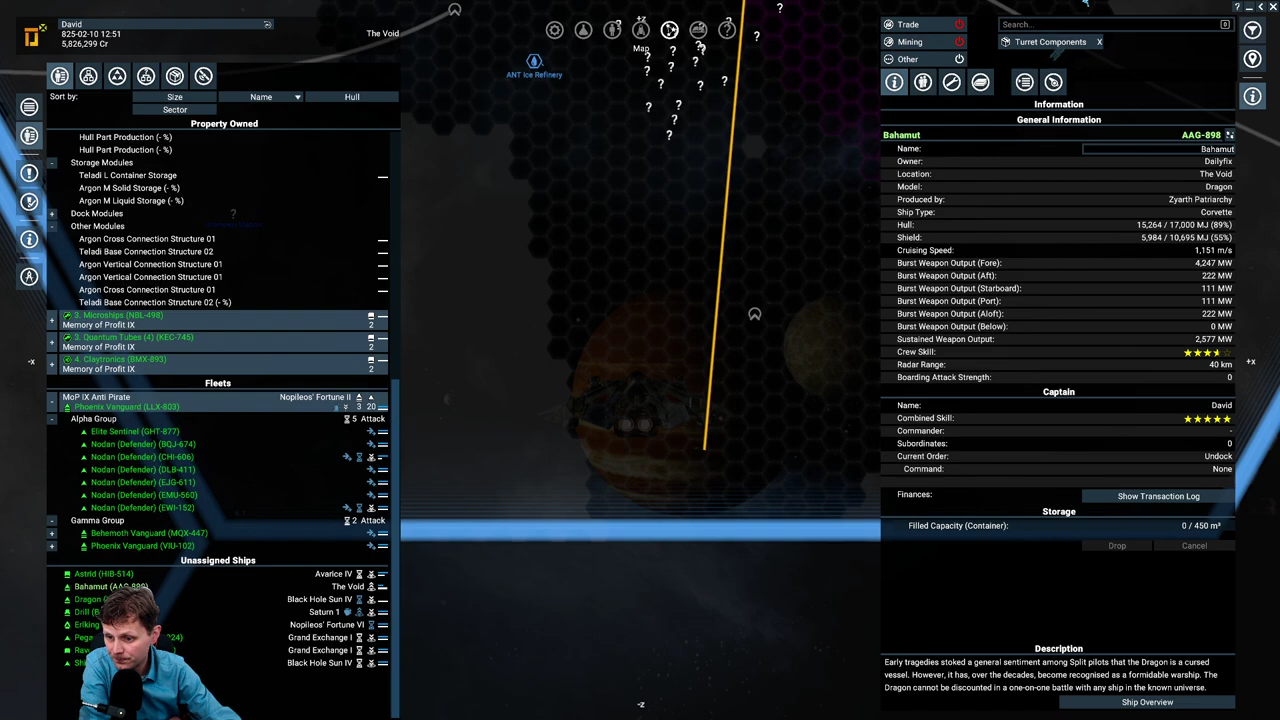 David
825-02-10 12:51
5,826,299 Cr
The Void
Sort by:
Size
Name
Hull
Sector
Property Owned
Hull Part Production (- %)
Hull Part Production (- %)
- Storage Modules
Teladi L Container Storage
Argon M Solid Storage (- %)
Argon M Liquid Storage (- %)
+ Dock Modules
- Other Modules
Argon Cross Connection Structure 01
Teladi Base Connection Structure 02
Argon Vertical Connection Structure 01
Argon Vertical Connection Structure 01
Argon Cross Connection Structure 01
Teladi Base Connection Structure 02 (- %)
+ 3. Microships (NBL-498)
Memory of Profit IX 2
+ 3. Quantum Tubes (4) (KEC-745)
Memory of Profit IX 2
+ 4. Claytronics (BMX-893)
Memory of Profit IX 2
Fleets
- MoP IX Anti Pirate Nopileos' Fortune II
Phoenix Vanguard (LLX-803) 3 20
- Alpha Group 5 Attack
Elite Sentinel (GHT-877)
Nodan (Defender) (BQJ-674)
Nodan (Defender) (CHI-606)
Nodan (Defender) (DLB-411)
Nodan (Defender) (EJG-611)
Nodan (Defender) (EMU-560)
Nodan (Defender) (EWI-152)
- Gamma Group 2 Attack
+ Behemoth Vanguard (MQX-447)
+ Phoenix Vanguard (VIU-102)
Unassigned Ships
Astrid (HIB-514) Avarice IV
Bahamut (AAG-898) The Void
Dragon Black Hole Sun IV
Drill Saturn 1
Erlking Nopileos' Fortune VI
Grand Exchange I
Grand Exchange I
Black Hole Sun IV
Map
ANT Ice Refinery
-x
+x
-z
Trade
Mining
Other
Search...
Turret Components X
Information
General Information
Bahamut AAG-898
Name: Bahamut
Owner: Dailyfix
Location: The Void
Model: Dragon
Produced by: Zyarth Patriarchy
Ship Type: Corvette
Hull: 15,264 / 17,000 MJ (89%)
Shield: 5,984 / 10,695 MJ (55%)
Cruising Speed: 1,151 m/s
Burst Weapon Output (Fore): 4,247 MW
Burst Weapon Output (Aft): 222 MW
Burst Weapon Output (Starboard): 111 MW
Burst Weapon Output (Port): 111 MW
Burst Weapon Output (Aloft): 222 MW
Burst Weapon Output (Below): 0 MW
Sustained Weapon Output: 2,577 MW
Crew Skill:
Radar Range: 40 km
Boarding Attack Strength: 0
Captain
Name: David
Combined Skill:
Commander: -
Subordinates: 0
Current Order: Undock
Command: None
Finances: Show Transaction Log
Storage
Filled Capacity (Container): 0 / 450 m³
Drop
Cancel
Description
Early tragedies stoked a general sentiment among Split pilots that the Dragon is a cursed
vessel. However, it has, over the decades, become recognised as a formidable warship. The
Dragon cannot be discounted in a one-on-one battle with any ship in the known universe.
Ship Overview